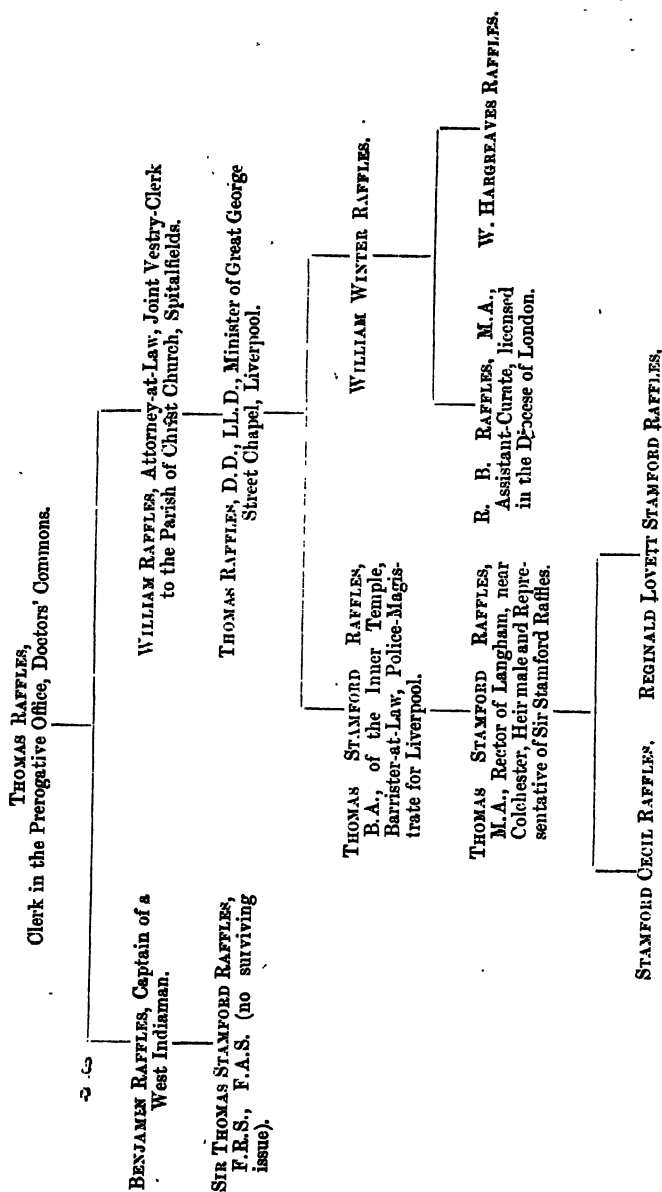 THOMAS RAFFLES,
Clerk in the Prerogative Office, Doctors' Commons.
BENJAMEN RAFFLES, Captain of a
West Indiaman.
WILLIAM RAFFLES, Attorney-at-Law, Joint Vestry-Clerk
to the Parish of Christ Church, Spitalfields.
SIR THOMAS STAMFORD RAFFLES,
F.R.S., F.A.S. (no surviving
issue).
THOMAS RAFFLES, D.D., LL.D., Minister of Great George
Street Chapel, Liverpool.
THOMAS STAMFORD RAFFLES,
B.A., of the Inner Temple,
Barrister-at-Law, Police-Magis-
trate for Liverpool.
WILLIAM WINTER RAFFLES.
THOMAS STAMFORD RAFFLES,
M.A., Rector of Langham, near
Colchester, Heir male and Repre-
sentative of Sir Stamford Raffles.
R. B. RAFFLES, M.A.,
Assistant-Curate, licensed
in the Diocese of London.
W. HARGREAVES RAFFLES.
STAMFORD CECIL RAFFLES.
REGINALD LOVETT STAMFORD RAFFLES.